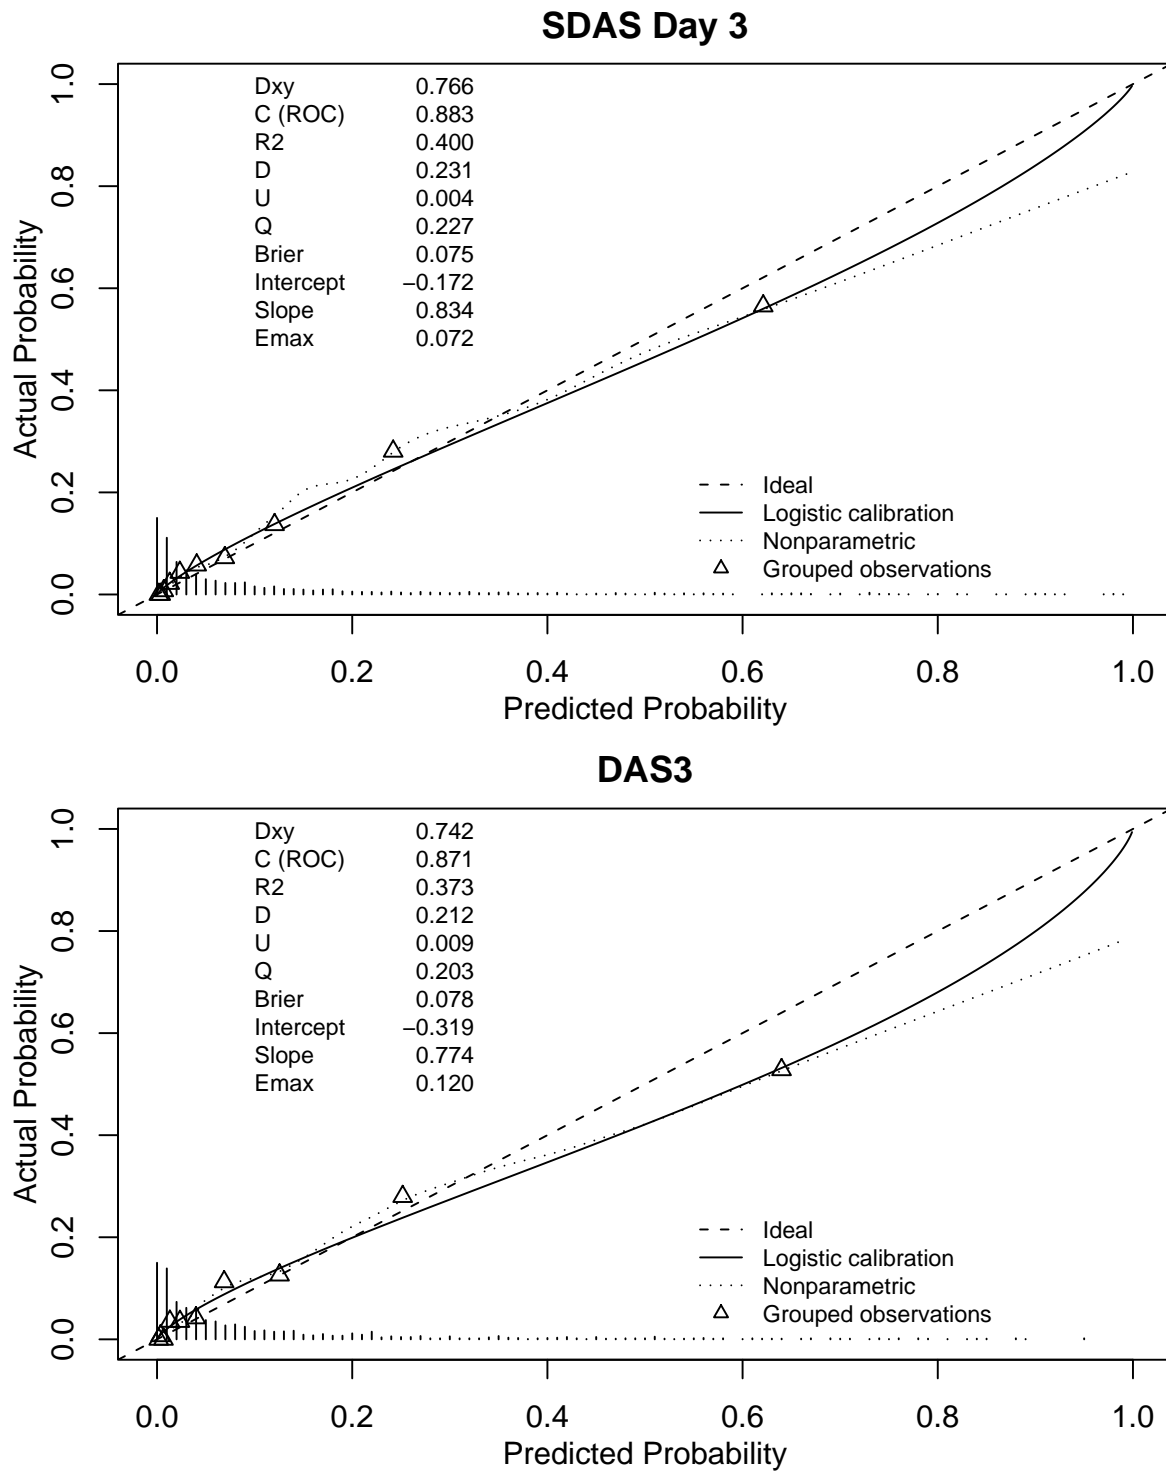 SDAS Day 3
Dxy 0.766
C (ROC) 0.883
R2 0.400
D 0.231
U 0.004
Q 0.227
Brier 0.075
Intercept −0.172
Slope 0.834
Emax 0.072
Actual Probability
1.0
0.8
0.6
0.4
0.2
0.0
Ideal
Logistic calibration
Nonparametric
Grouped observations
0.0 0.2 0.4 0.6 0.8 1.0
Predicted Probability
DAS3
Dxy 0.742
C (ROC) 0.871
R2 0.373
D 0.212
U 0.009
Q 0.203
Brier 0.078
Intercept −0.319
Slope 0.774
Emax 0.120
Actual Probability
1.0
0.8
0.6
0.4
0.2
0.0
Ideal
Logistic calibration
Nonparametric
Grouped observations
0.0 0.2 0.4 0.6 0.8 1.0
Predicted Probability